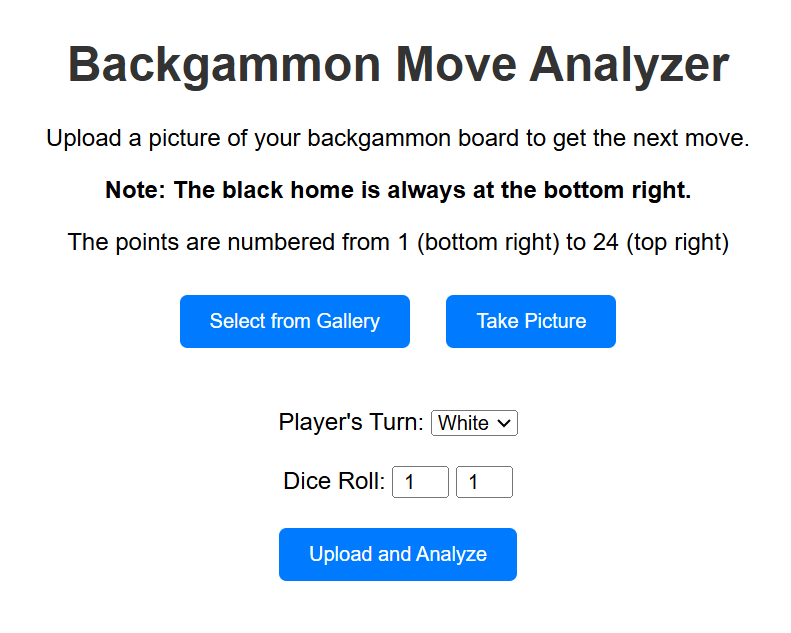 Backgammon Move Analyzer
Upload a picture of your backgammon board to get the next move.
Note: The black home is always at the bottom right.
The points are numbered from 1 (bottom right) to 24 (top right)
Select from Gallery
Take Picture
Player's Turn: White
Dice Roll: 1 1
Upload and Analyze